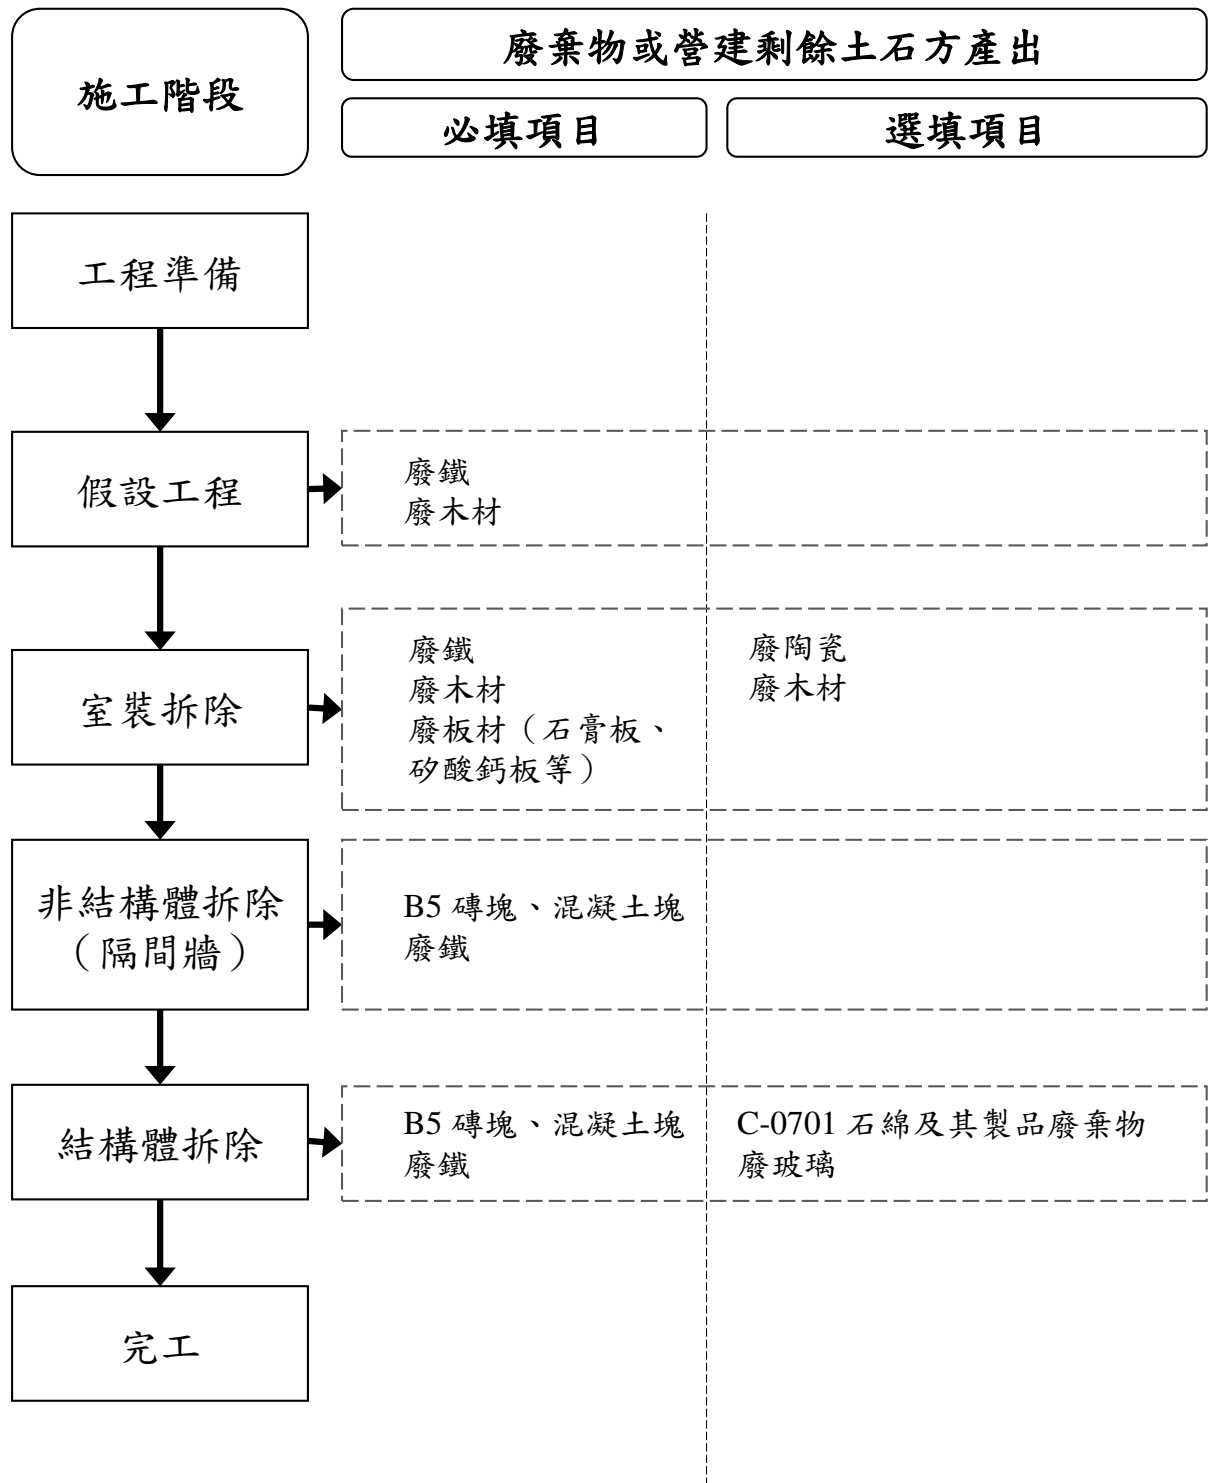 施工階段
廢棄物或營建剩餘土石方產出
必填項目
選填項目
工程準備
假設工程
廢鐵
廢木材
室裝拆除
廢鐵
廢木材
廢板材（石膏板、
矽酸鈣板等）
廢陶瓷
廢木材
非結構體拆除
（隔間牆）
B5 磚塊、混凝土塊
廢鐵
結構體拆除
B5 磚塊、混凝土塊
廢鐵
C-0701 石綿及其製品廢棄物
廢玻璃
完工